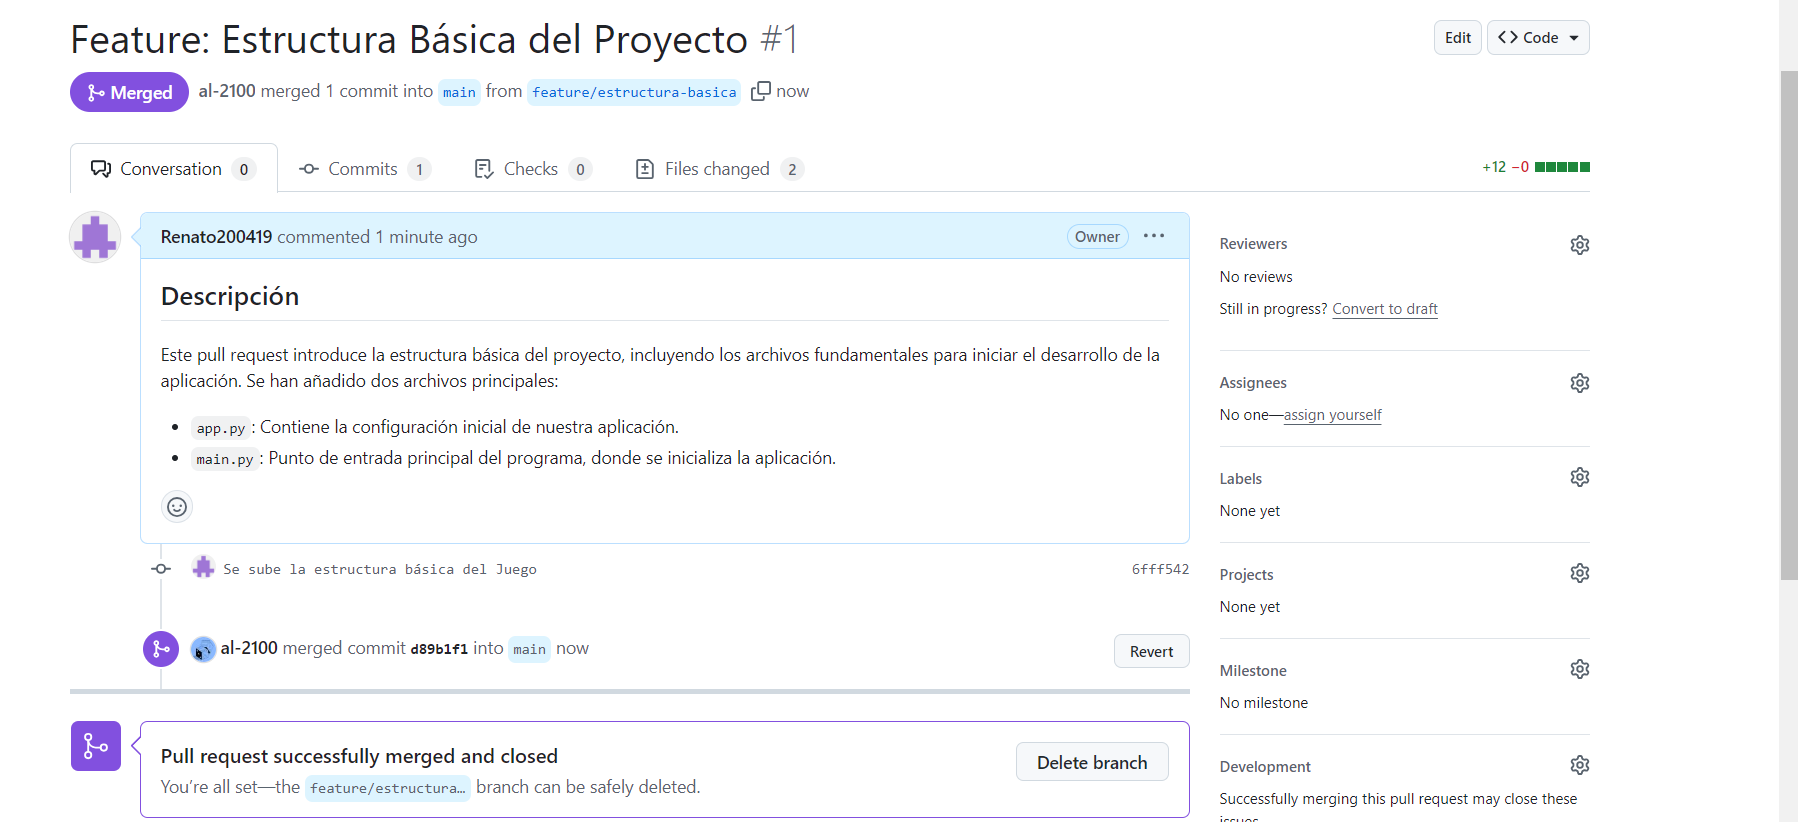 Feature: Estructura Básica del Proyecto #1
Edit
Code
Merged
al-2100 merged 1 commit into main from feature/estructura-basica now
Conversation 0
Commits 1
Checks 0
Files changed 2
+12 −0
Renato200419 commented 1 minute ago
Owner
Descripción
Este pull request introduce la estructura básica del proyecto, incluyendo los archivos fundamentales para iniciar el desarrollo de la
aplicación. Se han añadido dos archivos principales:
app.py : Contiene la configuración inicial de nuestra aplicación.
main.py : Punto de entrada principal del programa, donde se inicializa la aplicación.
Se sube la estructura básica del Juego
6fff542
al-2100 merged commit d89b1f1 into main now
Revert
Pull request successfully merged and closed
You're all set—the feature/estructura… branch can be safely deleted.
Delete branch
Reviewers
No reviews
Still in progress? Convert to draft
Assignees
No one—assign yourself
Labels
None yet
Projects
None yet
Milestone
No milestone
Development
Successfully merging this pull request may close these
issues.